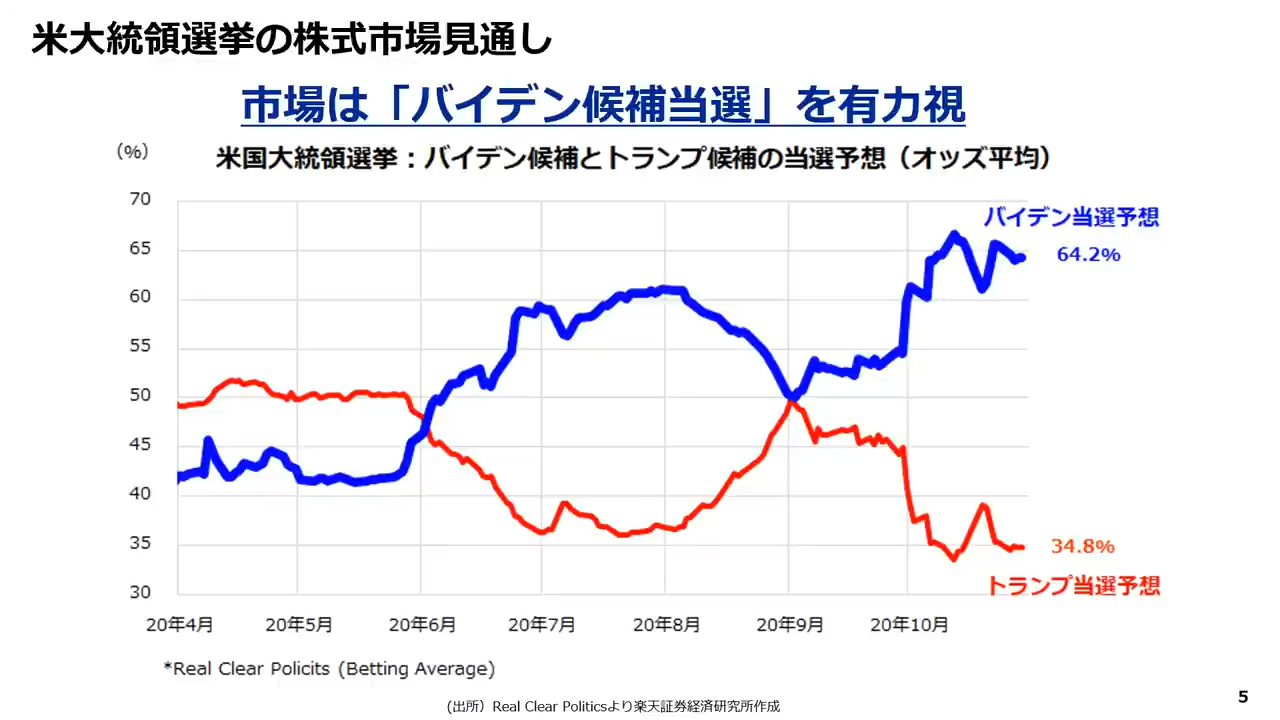 米大統領選挙の株式市場見通し
市場は「バイデン候補当選」を有力視
(%)
米国大統領選挙：バイデン候補とトランプ候補の当選予想（オッズ平均）
70
65
60
55
50
45
40
35
30
バイデン当選予想
64.2%
34.8%
トランプ当選予想
20年4月 20年5月 20年6月 20年7月 20年8月 20年9月 20年10月
*Real Clear Policits (Betting Average)
(出所）Real Clear Politicsより楽天証券経済研究所作成
5